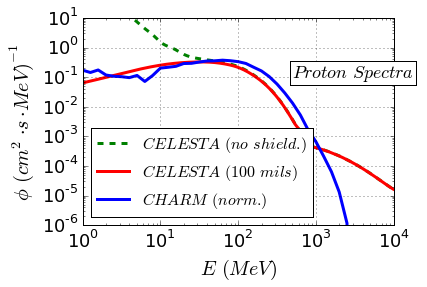 10^1
10^0
10^-1
10^-2
10^-3
10^-4
10^-5
10^-6
ϕ (cm² · s · MeV)^-1
Proton Spectra
CELESTA (no shield.)
CELESTA (100 mils)
CHARM (norm.)
10^0 10^1 10^2 10^3 10^4
E (MeV)